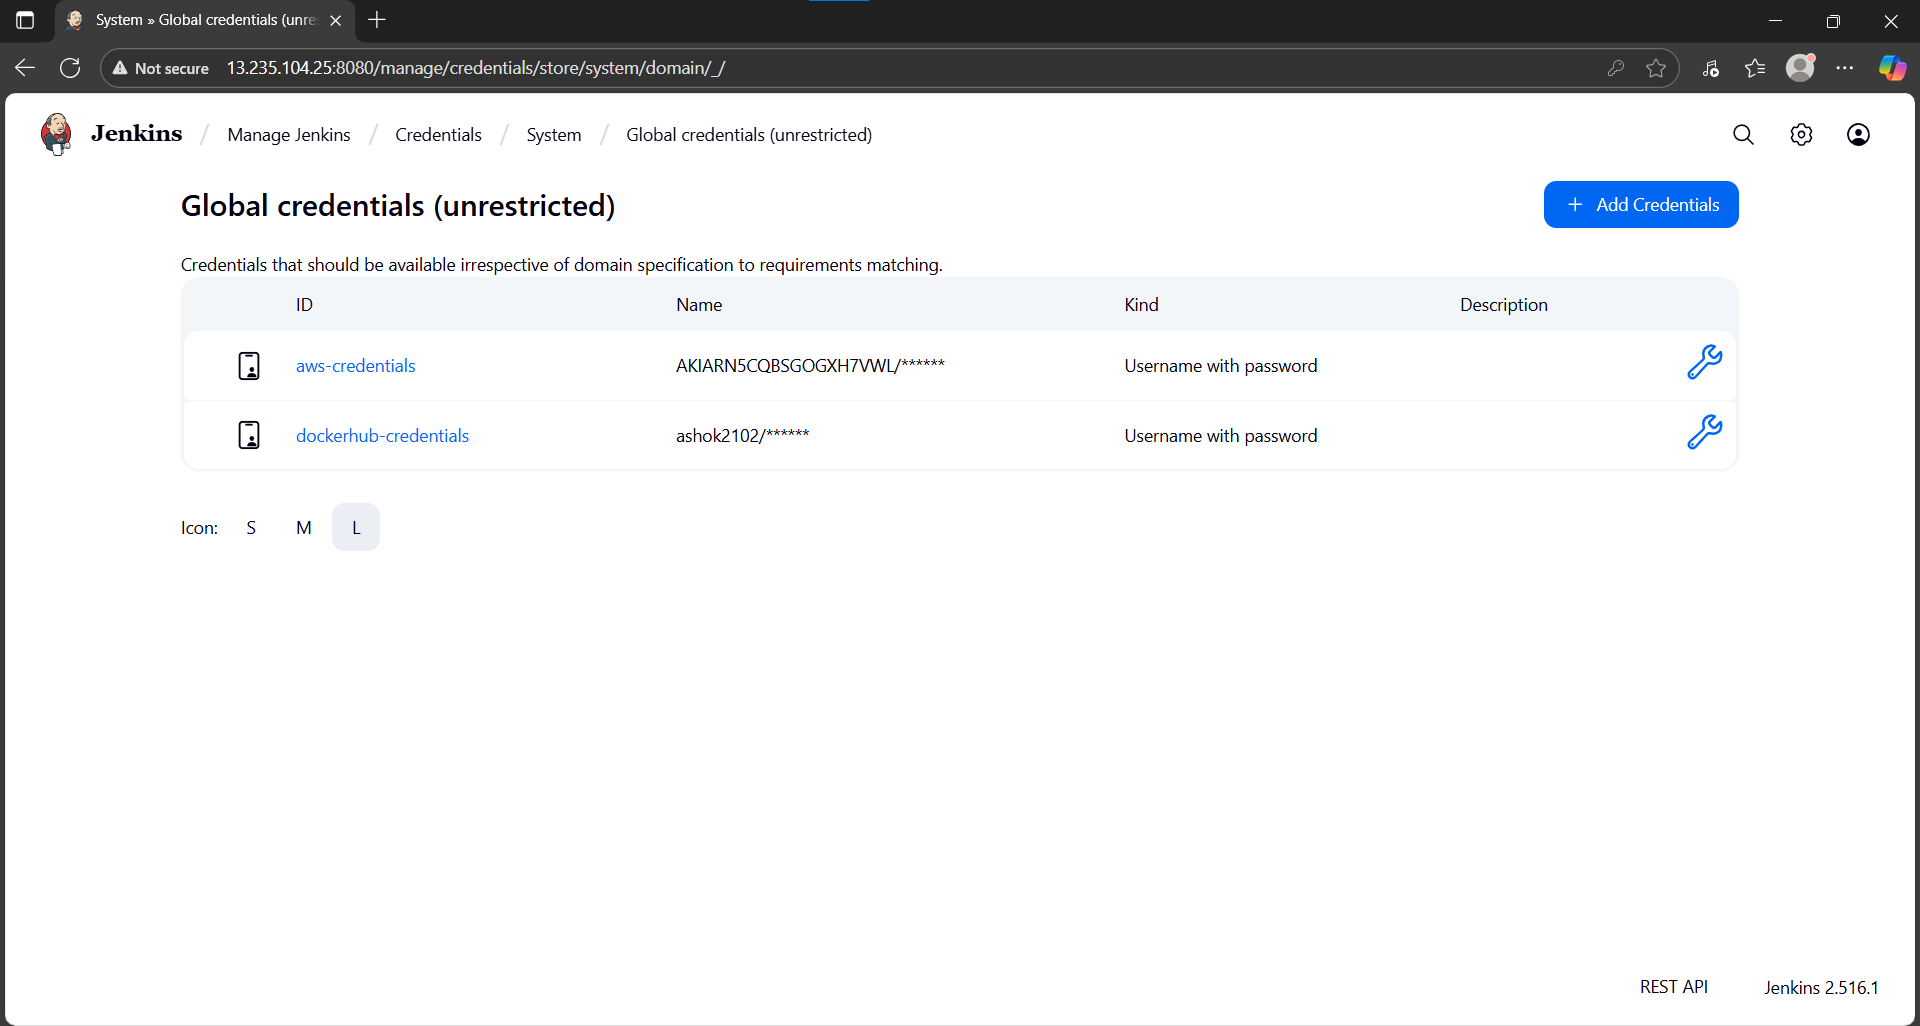 System » Global credentials (unre
Not secure 13.235.104.25:8080/manage/credentials/store/system/domain/_/
Jenkins / Manage Jenkins / Credentials / System / Global credentials (unrestricted)
Global credentials (unrestricted)
+ Add Credentials
Credentials that should be available irrespective of domain specification to requirements matching.
ID Name Kind Description
aws-credentials AKIARN5CQBSGOGXH7VWL/****** Username with password
dockerhub-credentials ashok2102/****** Username with password
Icon: S M L
REST API Jenkins 2.516.1